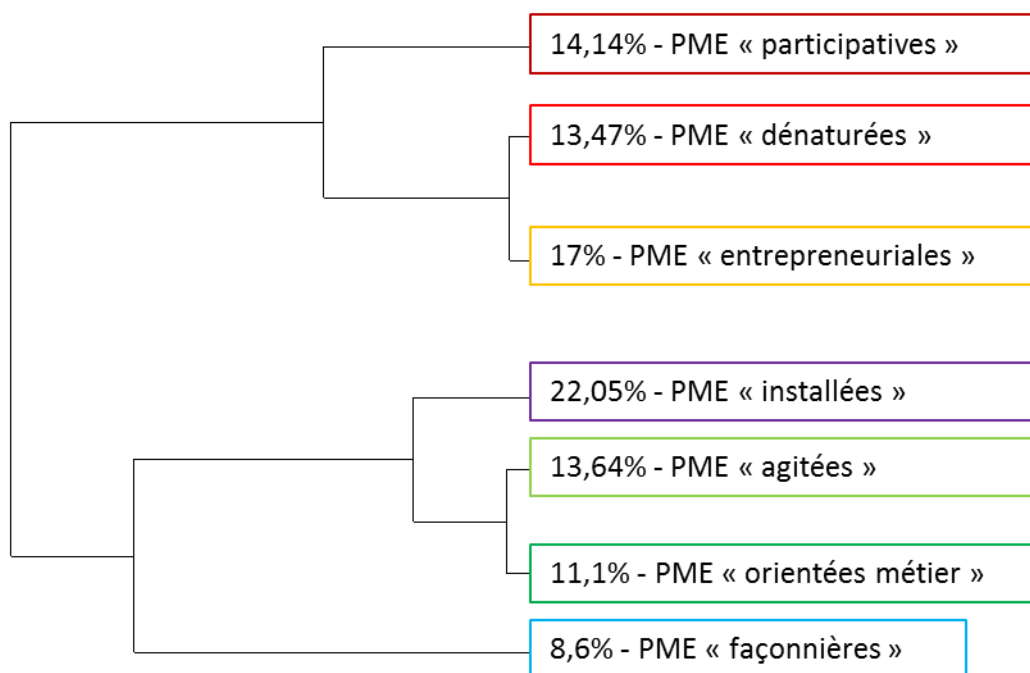 14,14% - PME « participatives »
13,47% - PME « dénaturées »
17% - PME « entrepreneuriales »
22,05% - PME « installées »
13,64% - PME « agitées »
11,1% - PME « orientées métier »
8,6% - PME « façonnières »